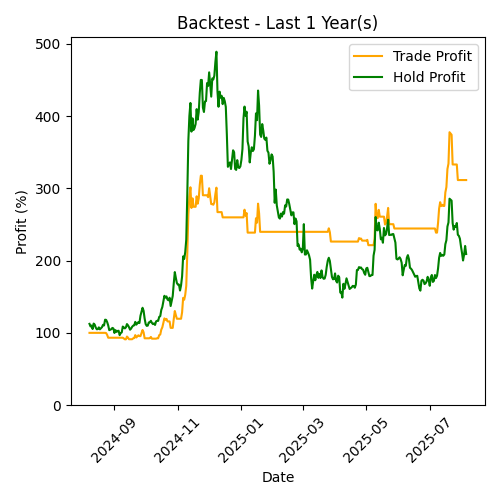 Backtest - Last 1 Year(s)
Trade Profit
Hold Profit
Profit (%)
500
400
300
200
100
0
2024-09
2024-11
2025-01
2025-03
2025-05
2025-07
Date